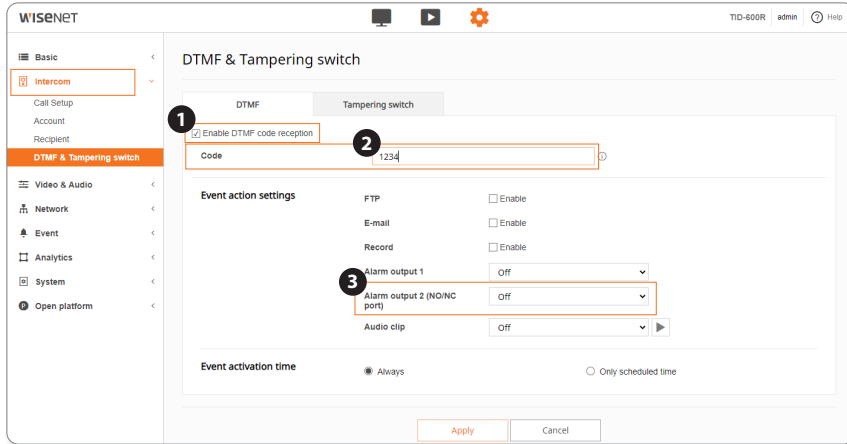 WISENET
TID-600R admin ? Help
Basic
Intercom
Call Setup
Account
Recipient
DTMF & Tampering switch
Video & Audio
Network
Event
Analytics
System
P Open platform
DTMF & Tampering switch
DTMF Tampering switch
1 Enable DTMF code reception
2
Code 1234
Event action settings
FTP Enable
E-mail Enable
Record Enable
Alarm output 1 Off
3
Alarm output 2 (NO/NC Off
port)
Audio clip Off
Event activation time Always Only scheduled time
Apply Cancel